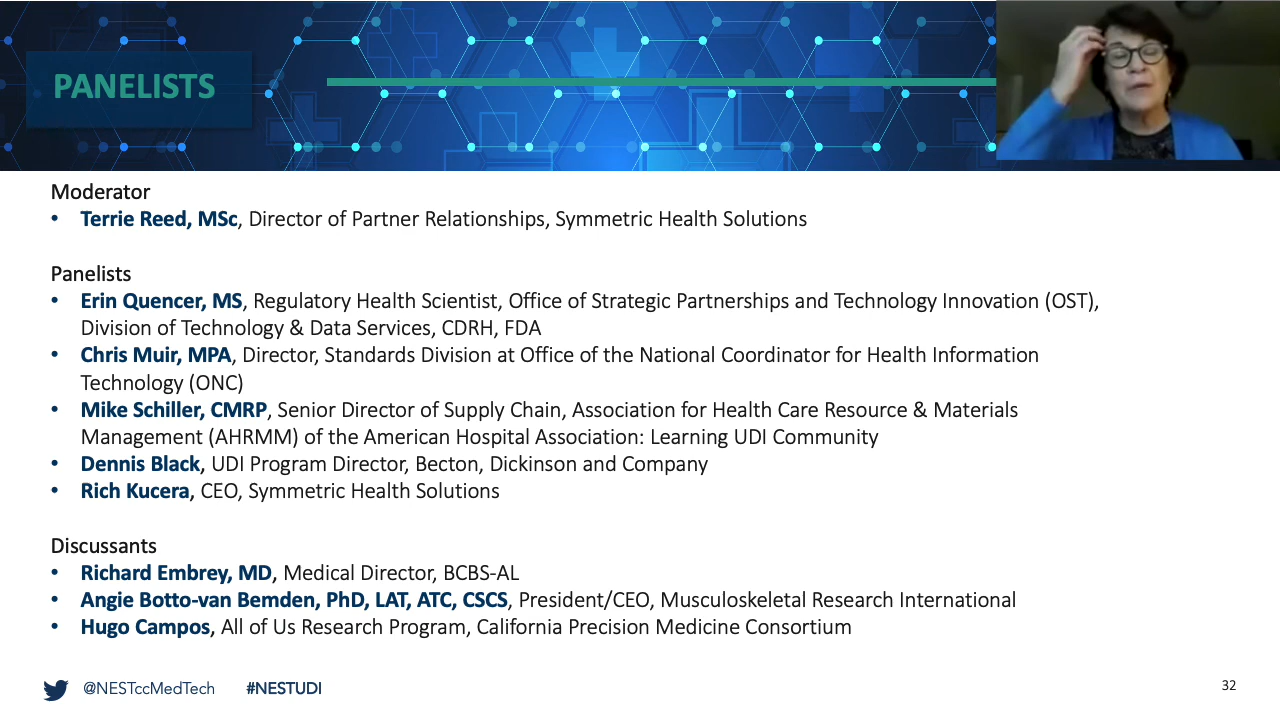 PANELISTS
Moderator
• Terrie Reed, MSc, Director of Partner Relationships, Symmetric Health Solutions
Panelists
• Erin Quencer, MS, Regulatory Health Scientist, Office of Strategic Partnerships and Technology Innovation (OST),
Division of Technology & Data Services, CDRH, FDA
• Chris Muir, MPA, Director, Standards Division at Office of the National Coordinator for Health Information
Technology (ONC)
• Mike Schiller, CMRP, Senior Director of Supply Chain, Association for Health Care Resource & Materials
Management (AHRMM) of the American Hospital Association: Learning UDI Community
• Dennis Black, UDI Program Director, Becton, Dickinson and Company
• Rich Kucera, CEO, Symmetric Health Solutions
Discussants
• Richard Embrey, MD, Medical Director, BCBS-AL
• Angie Botto-van Bemden, PhD, LAT, ATC, CSCS, President/CEO, Musculoskeletal Research International
• Hugo Campos, All of Us Research Program, California Precision Medicine Consortium
@NESTccMedTech #NESTUDI
32